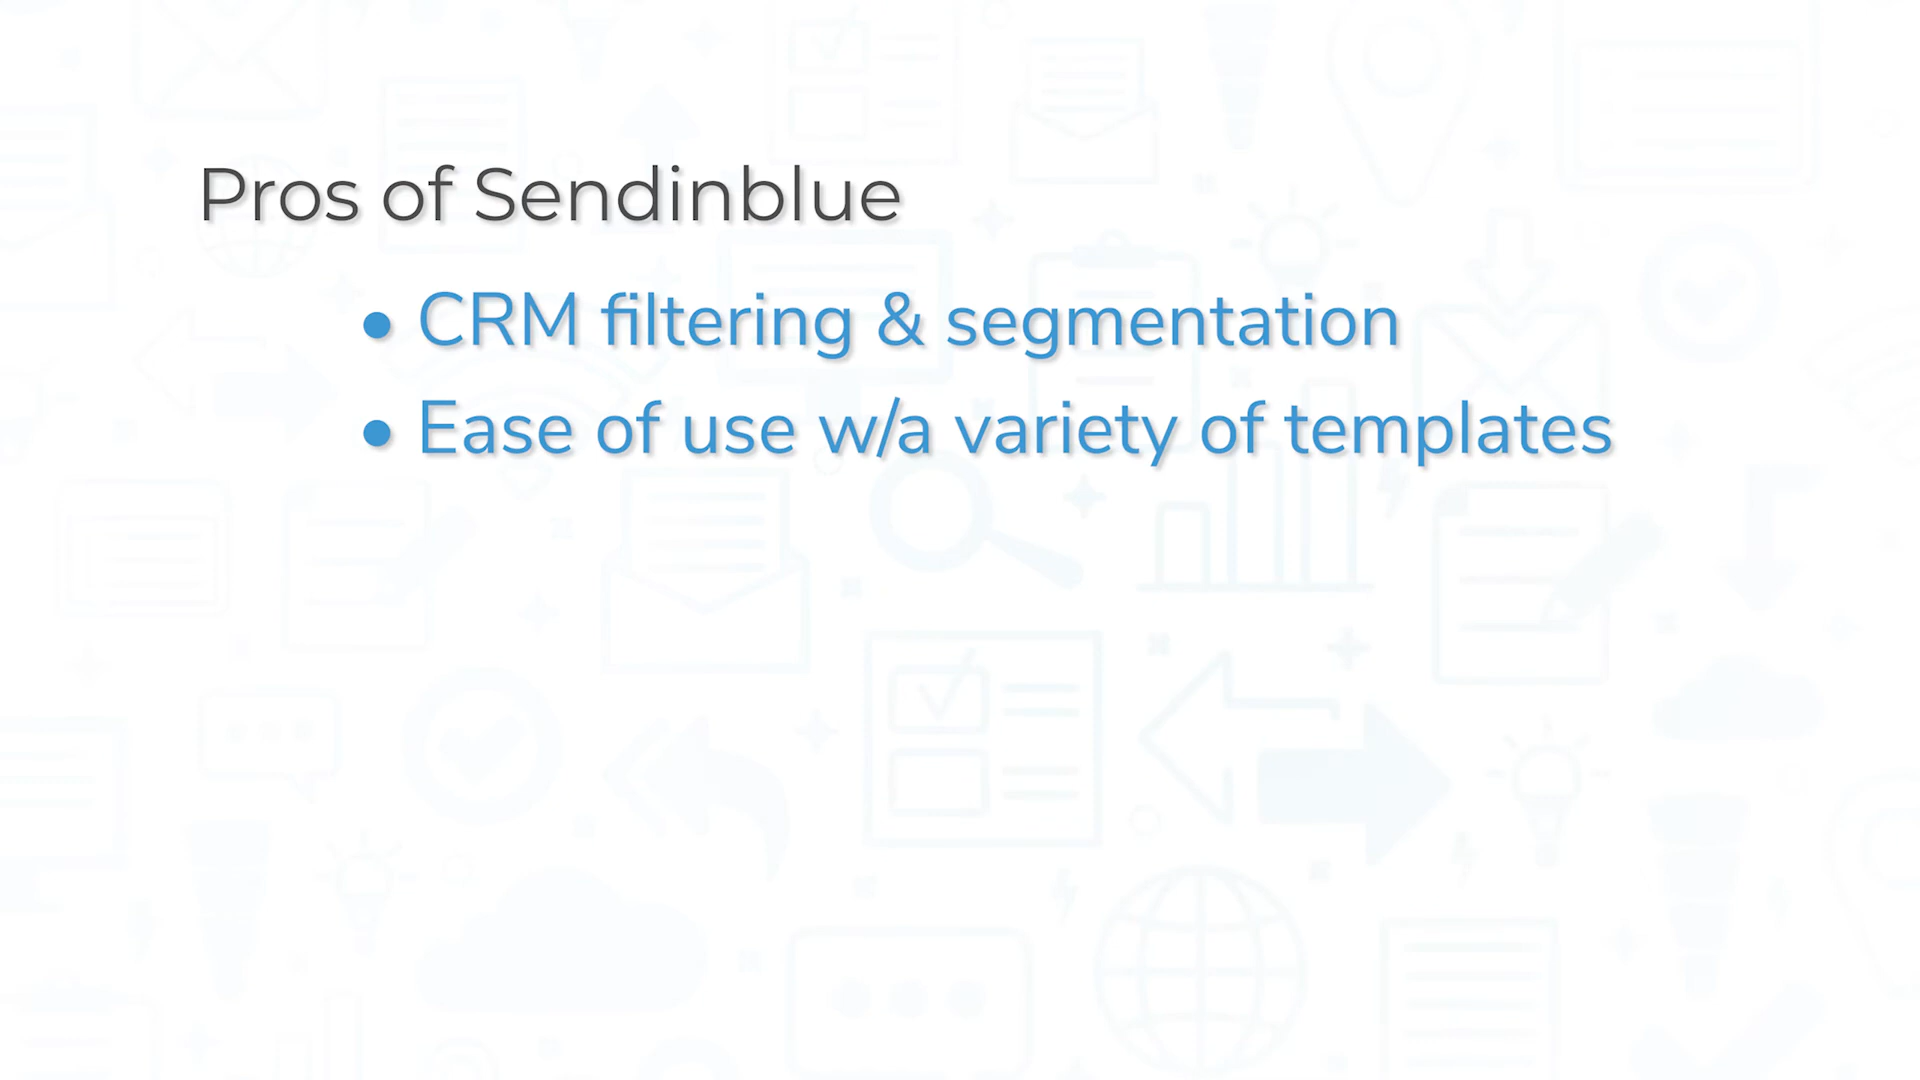 Pros of Sendinblue
• CRM filtering & segmentation
• Ease of use w/a variety of templates